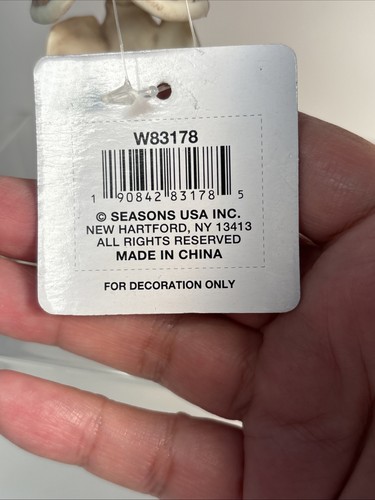 W83178
1 90842 83178 5
© SEASONS USA INC.
NEW HARTFORD, NY 13413
ALL RIGHTS RESERVED
MADE IN CHINA
FOR DECORATION ONLY